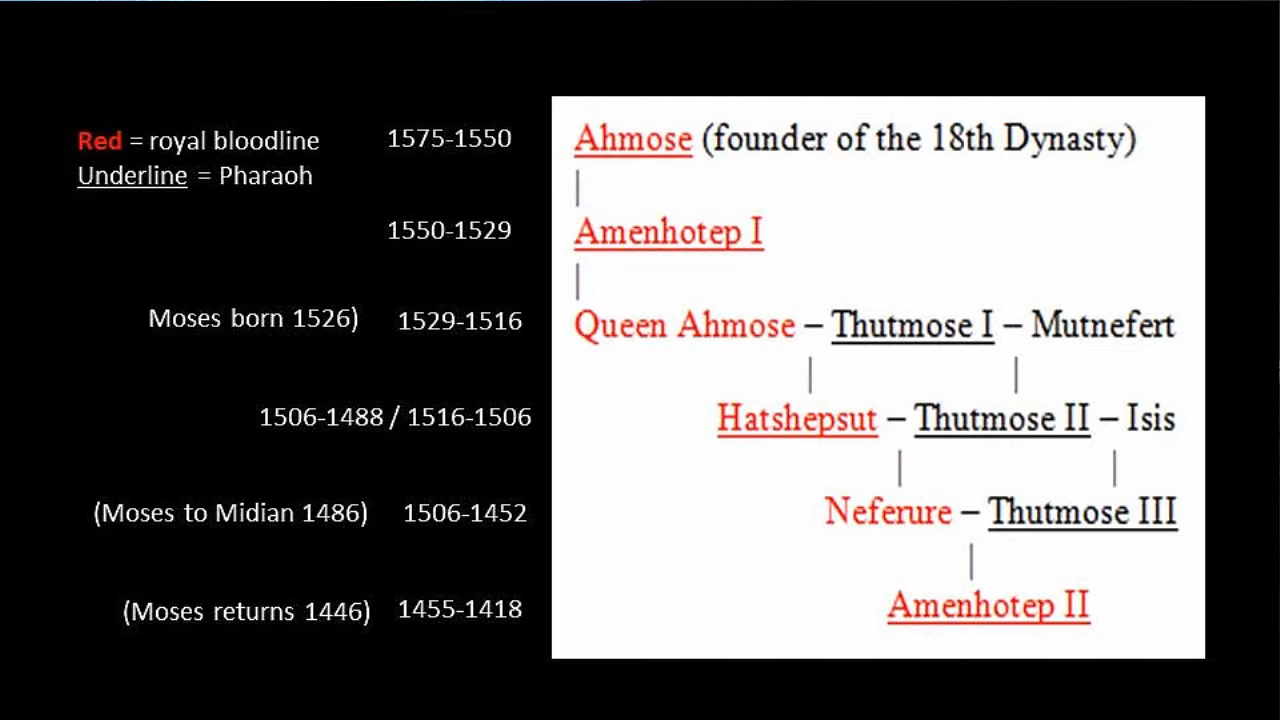 Red = royal bloodline 1575-1550 Ahmose (founder of the 18th Dynasty)
Underline = Pharaoh
1550-1529 Amenhotep I
Moses born 1526) 1529-1516 Queen Ahmose – Thutmose I – Mutnefert
1506-1488 / 1516-1506 Hatshepsut – Thutmose II – Isis
(Moses to Midian 1486) 1506-1452 Neferure – Thutmose III
(Moses returns 1446) 1455-1418 Amenhotep II